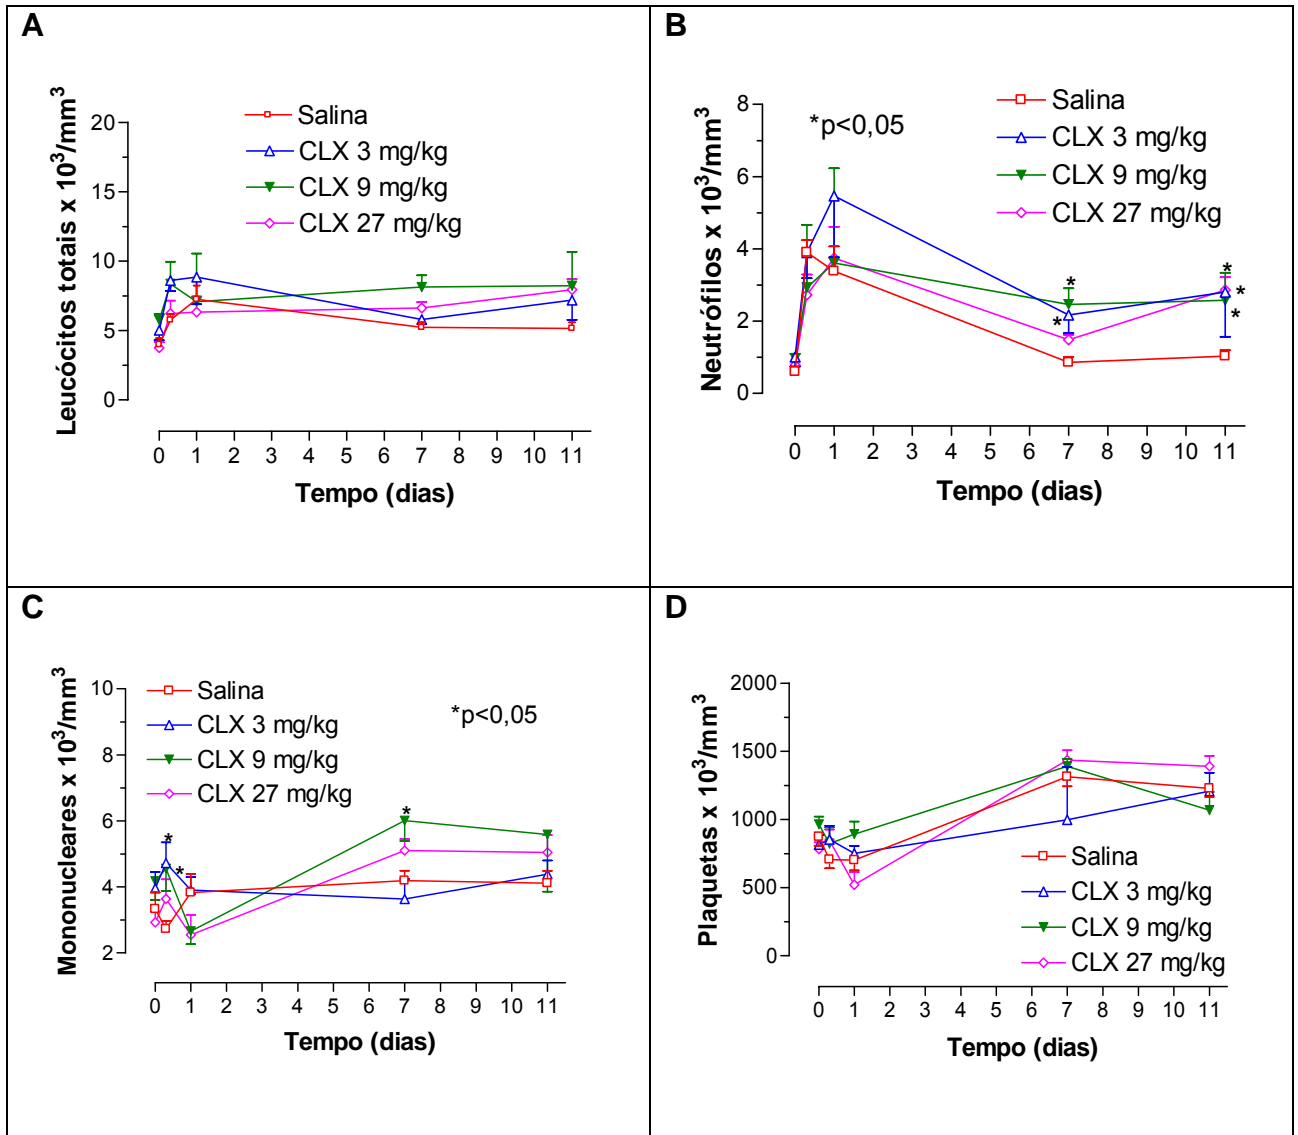 A
Leucócitos totais x 10³/mm³
Salina
CLX 3 mg/kg
CLX 9 mg/kg
CLX 27 mg/kg
20
15
10
5
0
0 1 2 3 4 5 6 7 8 9 10 11
Tempo (dias)
B
Neutrófilos x 10³/mm³
*p<0,05
Salina
CLX 3 mg/kg
CLX 9 mg/kg
CLX 27 mg/kg
8
6
4
2
0
*
*
*
*
*
0 1 2 3 4 5 6 7 8 9 10 11
Tempo (dias)
C
Mononucleares x 10³/mm³
Salina
CLX 3 mg/kg
CLX 9 mg/kg
CLX 27 mg/kg
*p<0,05
10
8
6
4
2
*
*
*
0 1 2 3 4 5 6 7 8 9 10 11
Tempo (dias)
D
Plaquetas x 10³/mm³
2000
1500
1000
500
0
Salina
CLX 3 mg/kg
CLX 9 mg/kg
CLX 27 mg/kg
0 1 2 3 4 5 6 7 8 9 10 11
Tempo (dias)